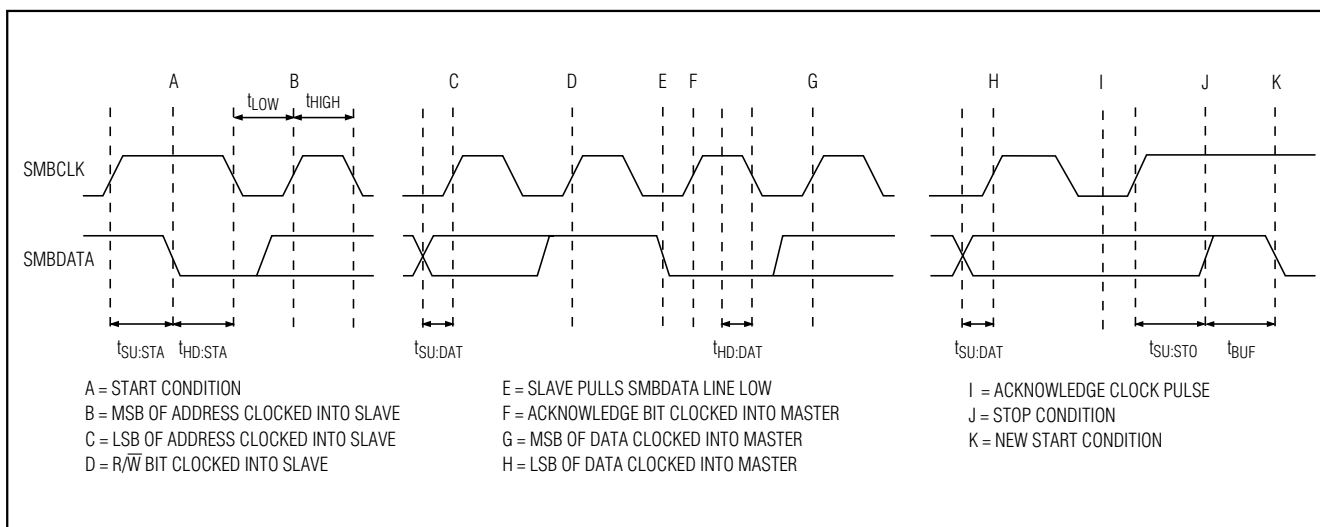 A B C D E F G H I J K
tLOW tHIGH
SMBCLK
SMBDATA
tSU:STA tHD:STA tSU:DAT tHD:DAT tSU:DAT tSU:STO tBUF
A = START CONDITION
B = MSB OF ADDRESS CLOCKED INTO SLAVE
C = LSB OF ADDRESS CLOCKED INTO SLAVE
D = R/W̅ BIT CLOCKED INTO SLAVE
E = SLAVE PULLS SMBDATA LINE LOW
F = ACKNOWLEDGE BIT CLOCKED INTO MASTER
G = MSB OF DATA CLOCKED INTO MASTER
H = LSB OF DATA CLOCKED INTO MASTER
I = ACKNOWLEDGE CLOCK PULSE
J = STOP CONDITION
K = NEW START CONDITION